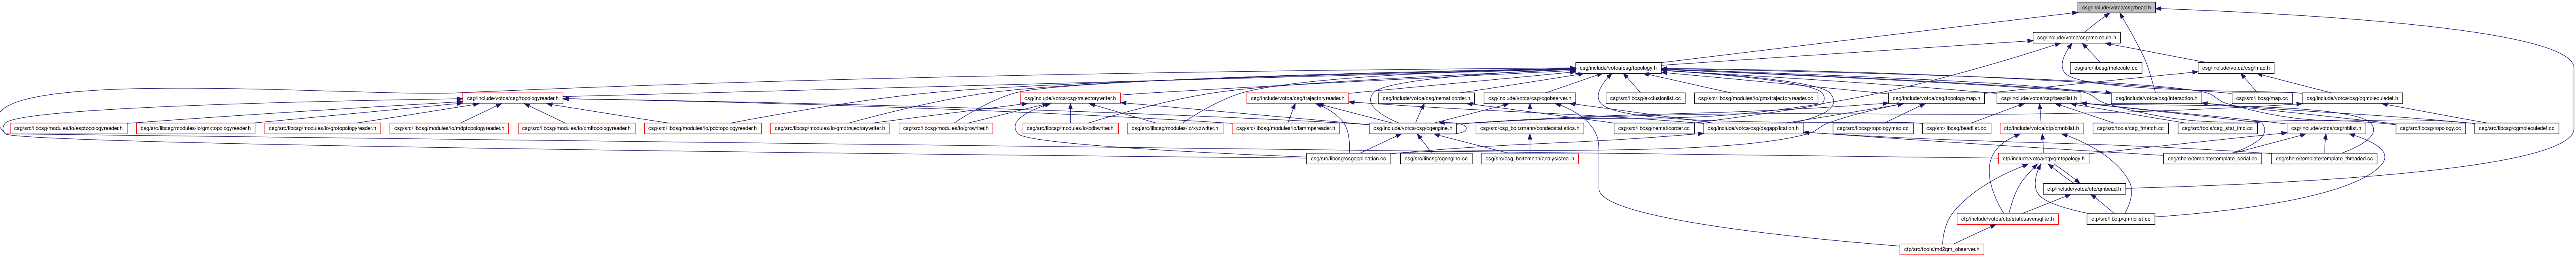 csg/include/votca/csg/bead.h
csg/include/votca/csg/molecule.h
csg/include/votca/csg/topology.h
csg/src/libcsg/molecule.cc
csg/include/votca/csg/map.h
csg/include/votca/csg/topologyreader.h
csg/include/votca/csg/trajectorywriter.h
csg/include/votca/csg/trajectoryreader.h
csg/include/votca/csg/nematicorder.h
csg/include/votca/csg/cgobserver.h
csg/src/libcsg/exclusionlist.cc
csg/src/libcsg/modules/io/gmxtrajectoryreader.cc
csg/include/votca/csg/topologymap.h
csg/include/votca/csg/beadlist.h
csg/include/votca/csg/interaction.h
csg/src/libcsg/map.cc
csg/include/votca/csg/cgmoleculedef.h
csg/src/libcsg/modules/io/esptopologyreader.h
csg/src/libcsg/modules/io/gmxtopologyreader.h
csg/src/libcsg/modules/io/grotopologyreader.h
csg/src/libcsg/modules/io/mdptopologyreader.h
csg/src/libcsg/modules/io/xmltopologyreader.h
csg/src/libcsg/modules/io/pdbtopologyreader.h
csg/src/libcsg/modules/io/gmxtrajectorywriter.h
csg/src/libcsg/modules/io/growriter.h
csg/src/libcsg/modules/io/pdbwriter.h
csg/src/libcsg/modules/io/xyzwriter.h
csg/src/libcsg/modules/io/lammpsreader.h
csg/include/votca/csg/cgengine.h
csg/src/csg_boltzmann/bondedstatistics.h
csg/src/libcsg/nematicorder.cc
csg/include/votca/csg/csgapplication.h
csg/src/libcsg/topologymap.cc
csg/src/libcsg/beadlist.cc
ctp/include/votca/ctp/qmnblist.h
csg/src/tools/csg_fmatch.cc
csg/src/tools/csg_stat_imc.cc
csg/include/votca/csg/nblist.h
csg/src/libcsg/topology.cc
csg/src/libcsg/cgmoleculedef.cc
csg/src/libcsg/csgapplication.cc
csg/src/libcsg/cgengine.cc
csg/src/csg_boltzmann/analysistool.h
ctp/include/votca/ctp/qmtopology.h
csg/share/template/template_serial.cc
csg/share/template/template_threaded.cc
ctp/include/votca/ctp/qmbead.h
ctp/include/votca/ctp/statesaversqlite.h
ctp/src/libctp/qmnblist.cc
ctp/src/tools/md2qm_observer.h